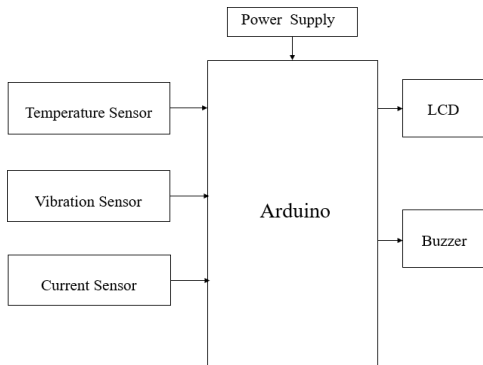 Power Supply
Temperature Sensor
LCD
Vibration Sensor
Arduino
Buzzer
Current Sensor